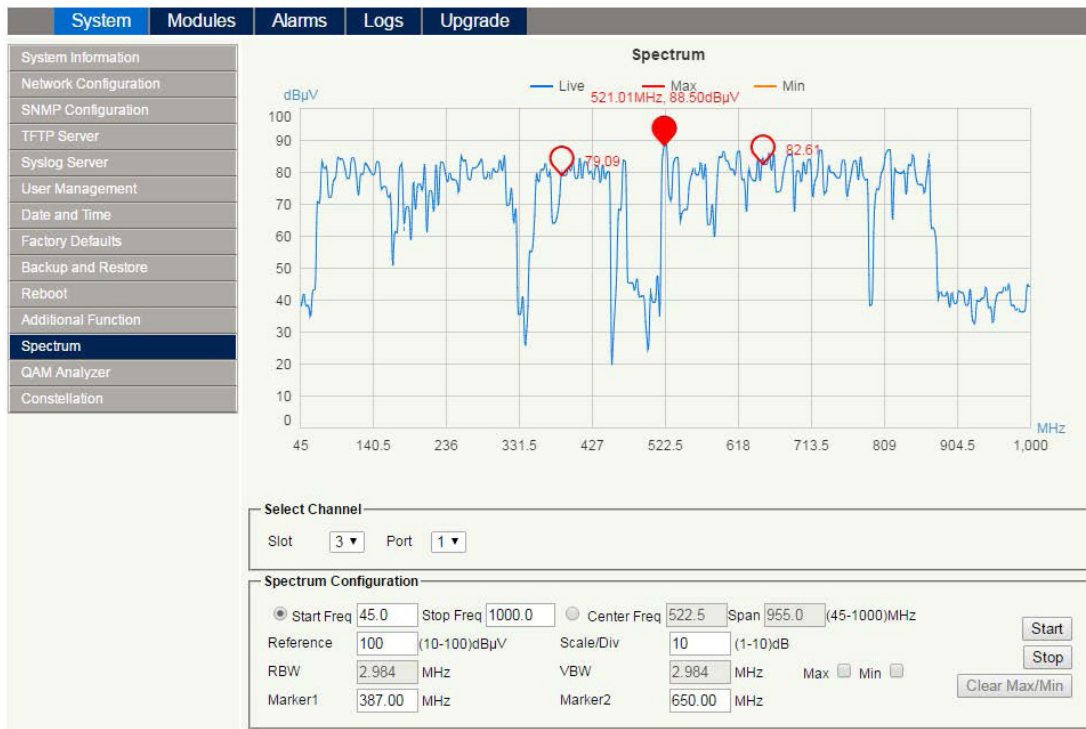 System Modules Alarms Logs Upgrade
System Information
Network Configuration
SNMP Configuration
TFTP Server
Syslog Server
User Management
Date and Time
Factory Defaults
Backup and Restore
Reboot
Additional Function
Spectrum
QAM Analyzer
Constellation
Spectrum
Live Max Min
dBµV
521.01MHz, 88.50dBµV
79.09
82.61
100
90
80
70
60
50
40
30
20
10
0
MHz
45 140.5 236 331.5 427 522.5 618 713.5 809 904.5 1,000
Select Channel
Slot 3 Port 1
Spectrum Configuration
Start Freq 45.0 Stop Freq 1000.0 Center Freq 522.5 Span 955.0 (45-1000)MHz
Reference 100 (10-100)dBµV Scale/Div 10 (1-10)dB
RBW 2.984 MHz VBW 2.984 MHz Max Min
Marker1 387.00 MHz Marker2 650.00 MHz
Start
Stop
Clear Max/Min